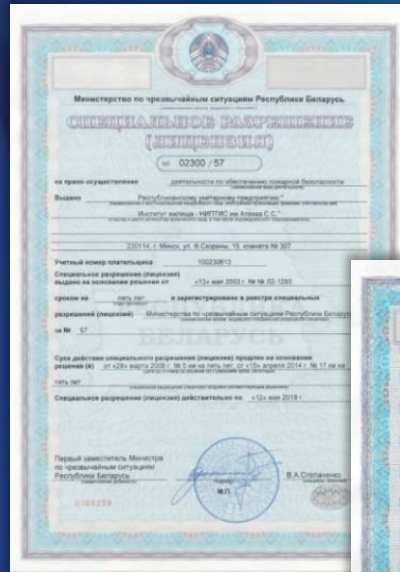 Министерство по чрезвычайным ситуациям Республики Беларусь
СПЕЦИАЛЬНОЕ РАЗРЕШЕНИЕ
(ЛИЦЕНЗИЯ)
№ 02300 / 57
на право осуществления деятельности по обеспечению пожарной безопасности
Выдано Республиканскому унитарному предприятию "
Институт жилища - НИПТИС им Атаева С.С."
220114, г. Минск, ул. Ф.Скорины, 15, комната № 307
Учетный номер плательщика 100230613
Специальное разрешение (лицензия)
выдано на основании решения от «13» мая 2003 г. № ЛО-1293
сроком на пять лет и зарегистрировано в реестре специальных
разрешений (лицензий) Министерства по чрезвычайным ситуациям Республики
за № 57
БЕЛАРУСЬ
Срок действия специального разрешения (лицензии) продлен на основании
решения (й) от «28» марта 2008 г. № 5 км на пять лет, от «15» апреля 2014 г. № 17 км на
пять лет
Специальное разрешение (лицензия) действительно по «12» мая 2018 г.
Первый заместитель Министра
по чрезвычайным ситуациям
Республики Беларусь
В.А.Степаненко
М.П.